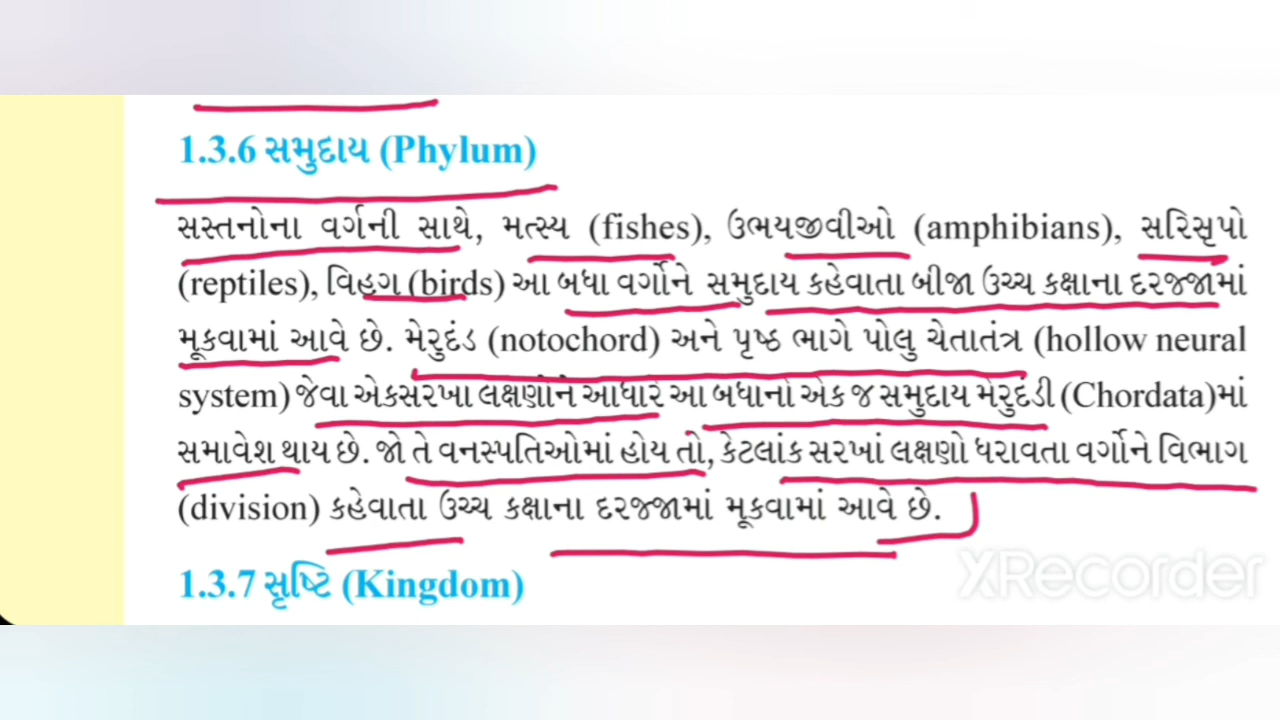 1.3.6 સમુદાય (Phylum)
સસ્તનોના વર્ગની સાથે, મત્સ્ય (fishes), ઉભયજીવીઓ (amphibians), સરિસૃપો
(reptiles), વિહગ (birds) આ બધા વર્ગોને સમુદાય કહેવાતા બીજા ઉચ્ચ કક્ષાના દરજ્જામાં
મૂકવામાં આવે છે. મેરુદંડ (notochord) અને પૃષ્ઠ ભાગે પોલુ ચેતાતંત્ર (hollow neural
system) જેવા એકસરખા લક્ષણોને આધારે આ બધાનો એક જ સમુદાય મેરુદંડી (Chordata)માં
સમાવેશ થાય છે. જો તે વનસ્પતિઓમાં હોય તો, કેટલાંક સરખાં લક્ષણો ધરાવતા વર્ગોને વિભાગ
(division) કહેવાતા ઉચ્ચ કક્ષાના દરજ્જામાં મૂકવામાં આવે છે.
XRecorder
1.3.7 સૃષ્ટિ (Kingdom)